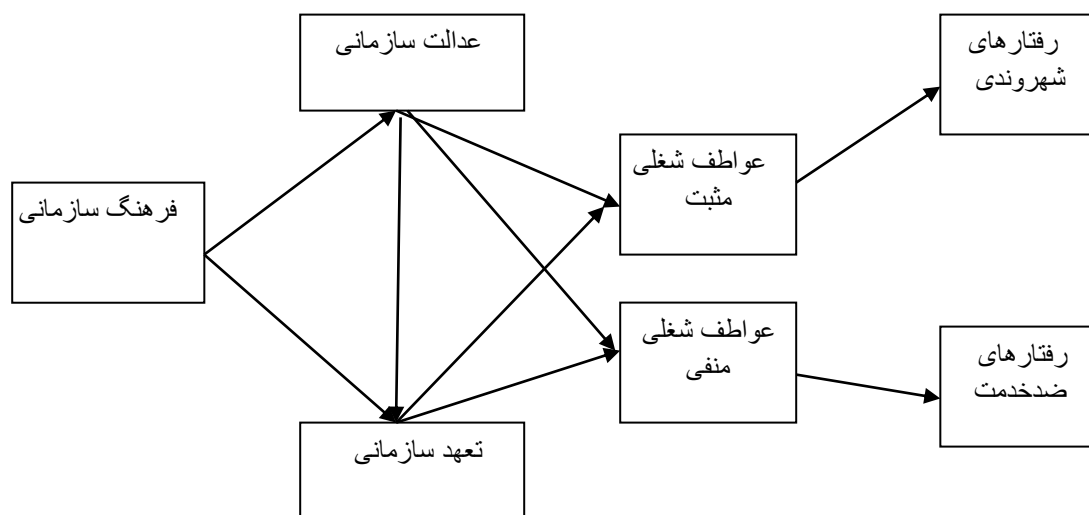 عدالت سازمانی
رفتارهای
شهروندی
عواطف شغلی
مثبت
فرهنگ سازمانی
عواطف شغلی
منفی
رفتارهای
ضدخدمت
تعهد سازمانی